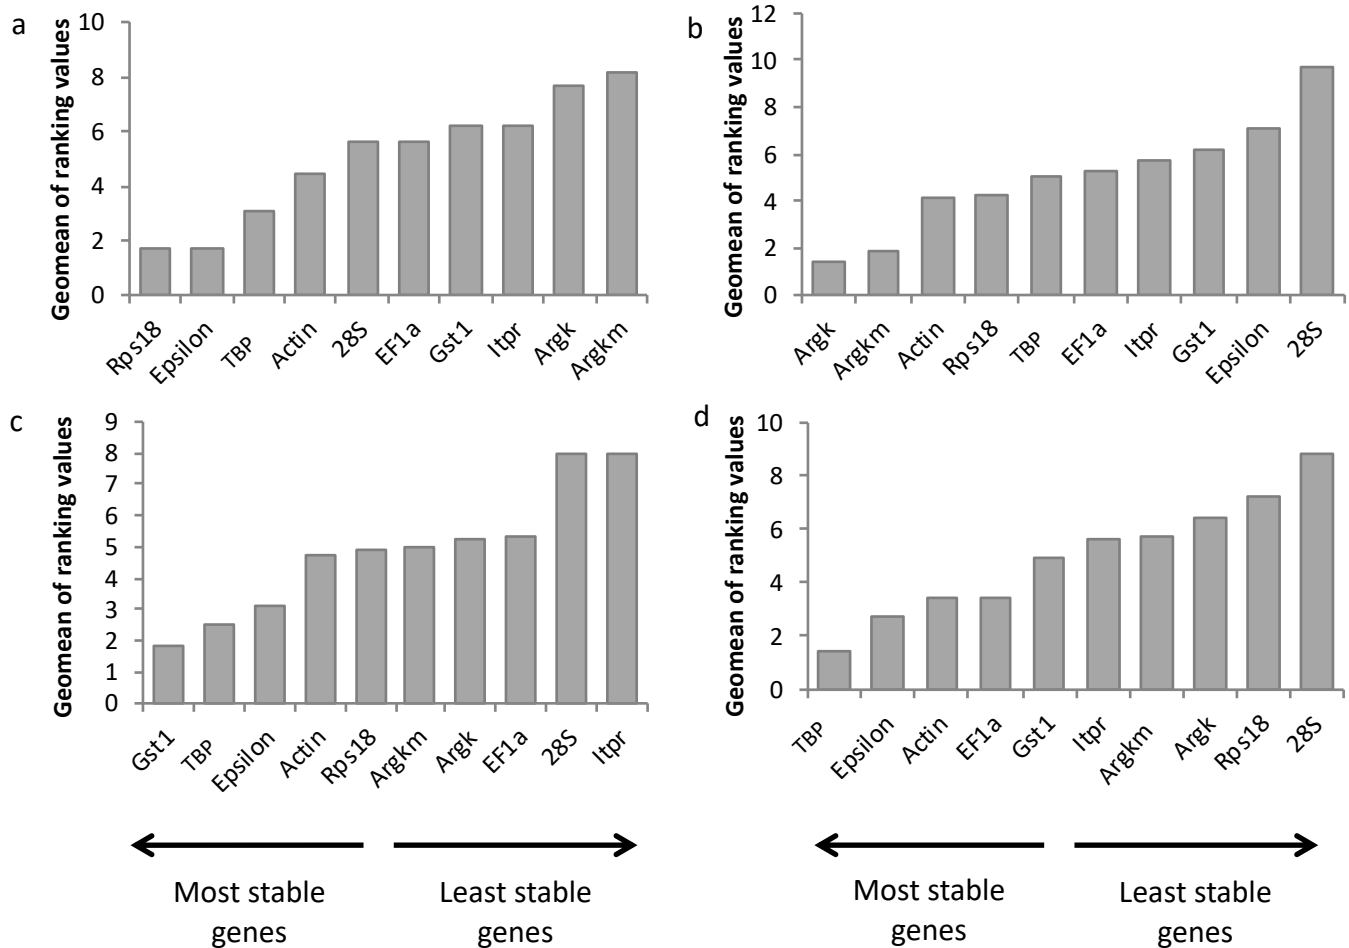 a
Geomean of ranking values
10
8
6
4
2
0
Rps18 Epsilon TBP Actin 28S EF1a Gst1 Itpr Argk Argkm
b
Geomean of ranking values
12
10
8
6
4
2
0
Argk Argkm Actin Rps18 TBP EF1a Itpr Gst1 Epsilon 28S
c
Geomean of ranking values
9
8
7
6
5
4
3
2
1
0
Gst1 TBP Epsilon Actin Rps18 Argkm Argk EF1a 28S Itpr
d
Geomean of ranking values
10
8
6
4
2
0
TBP Epsilon Actin EF1a Gst1 Itpr Argkm Argk Rps18 28S
Most stable
genes
Least stable
genes
Most stable
genes
Least stable
genes